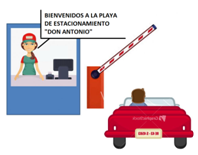 BIENVENIDOS A LA PLAYA
DE ESTACIONAMIENTO
"DON ANTONIO"